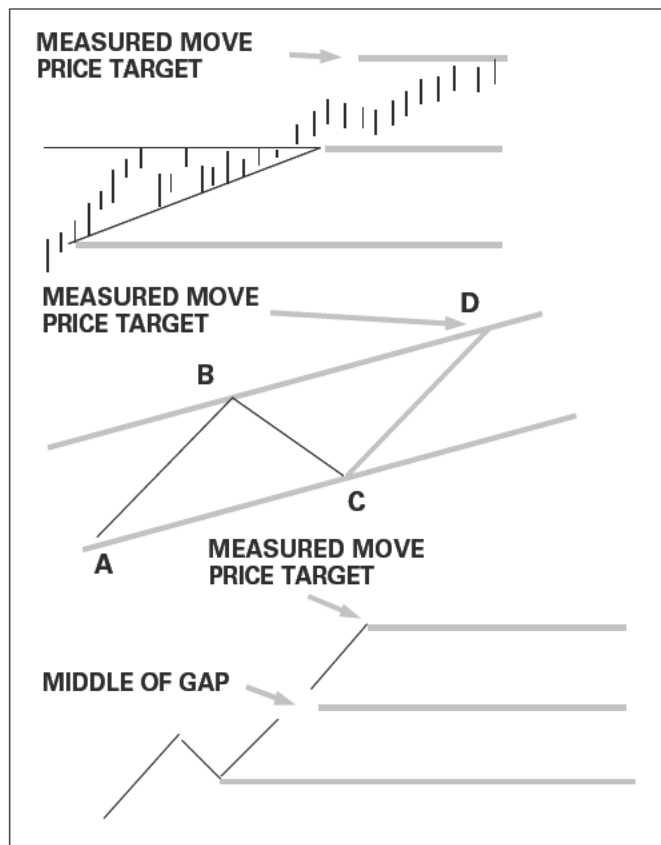 MEASURED MOVE
PRICE TARGET
MEASURED MOVE
PRICE TARGET
D
B
C
A
MEASURED MOVE
PRICE TARGET
MIDDLE OF GAP